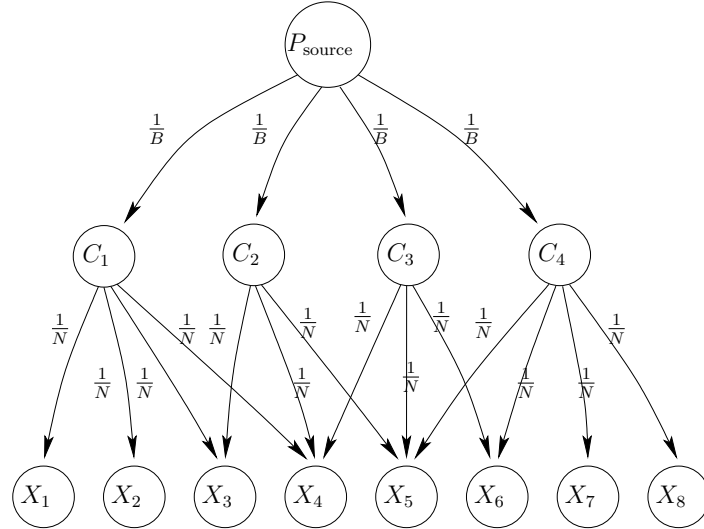 P_source
1/B 1/B 1/B 1/B
C_1 C_2 C_3 C_4
1/N 1/N 1/N 1/N 1/N 1/N 1/N
1/N 1/N 1/N 1/N 1/N 1/N
X_1 X_2 X_3 X_4 X_5 X_6 X_7 X_8